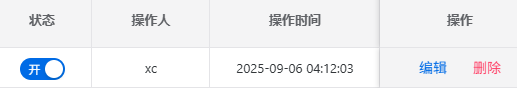 状态 操作人 操作时间 操作
开 xc 2025-09-06 04:12:03 编辑 删除